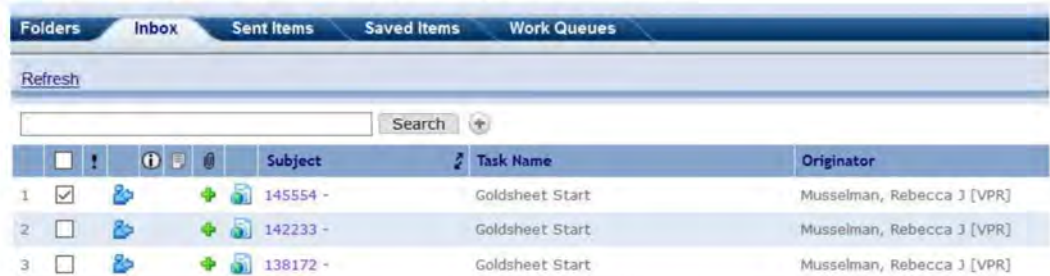 Folders Inbox Sent Items Saved Items Work Queues
Refresh
Search
! Subject Task Name Originator
1 145554 - Goldsheet Start Musselman, Rebecca J [VPR]
2 142233 - Goldsheet Start Musselman, Rebecca J [VPR]
3 138172 - Goldsheet Start Musselman, Rebecca J [VPR]